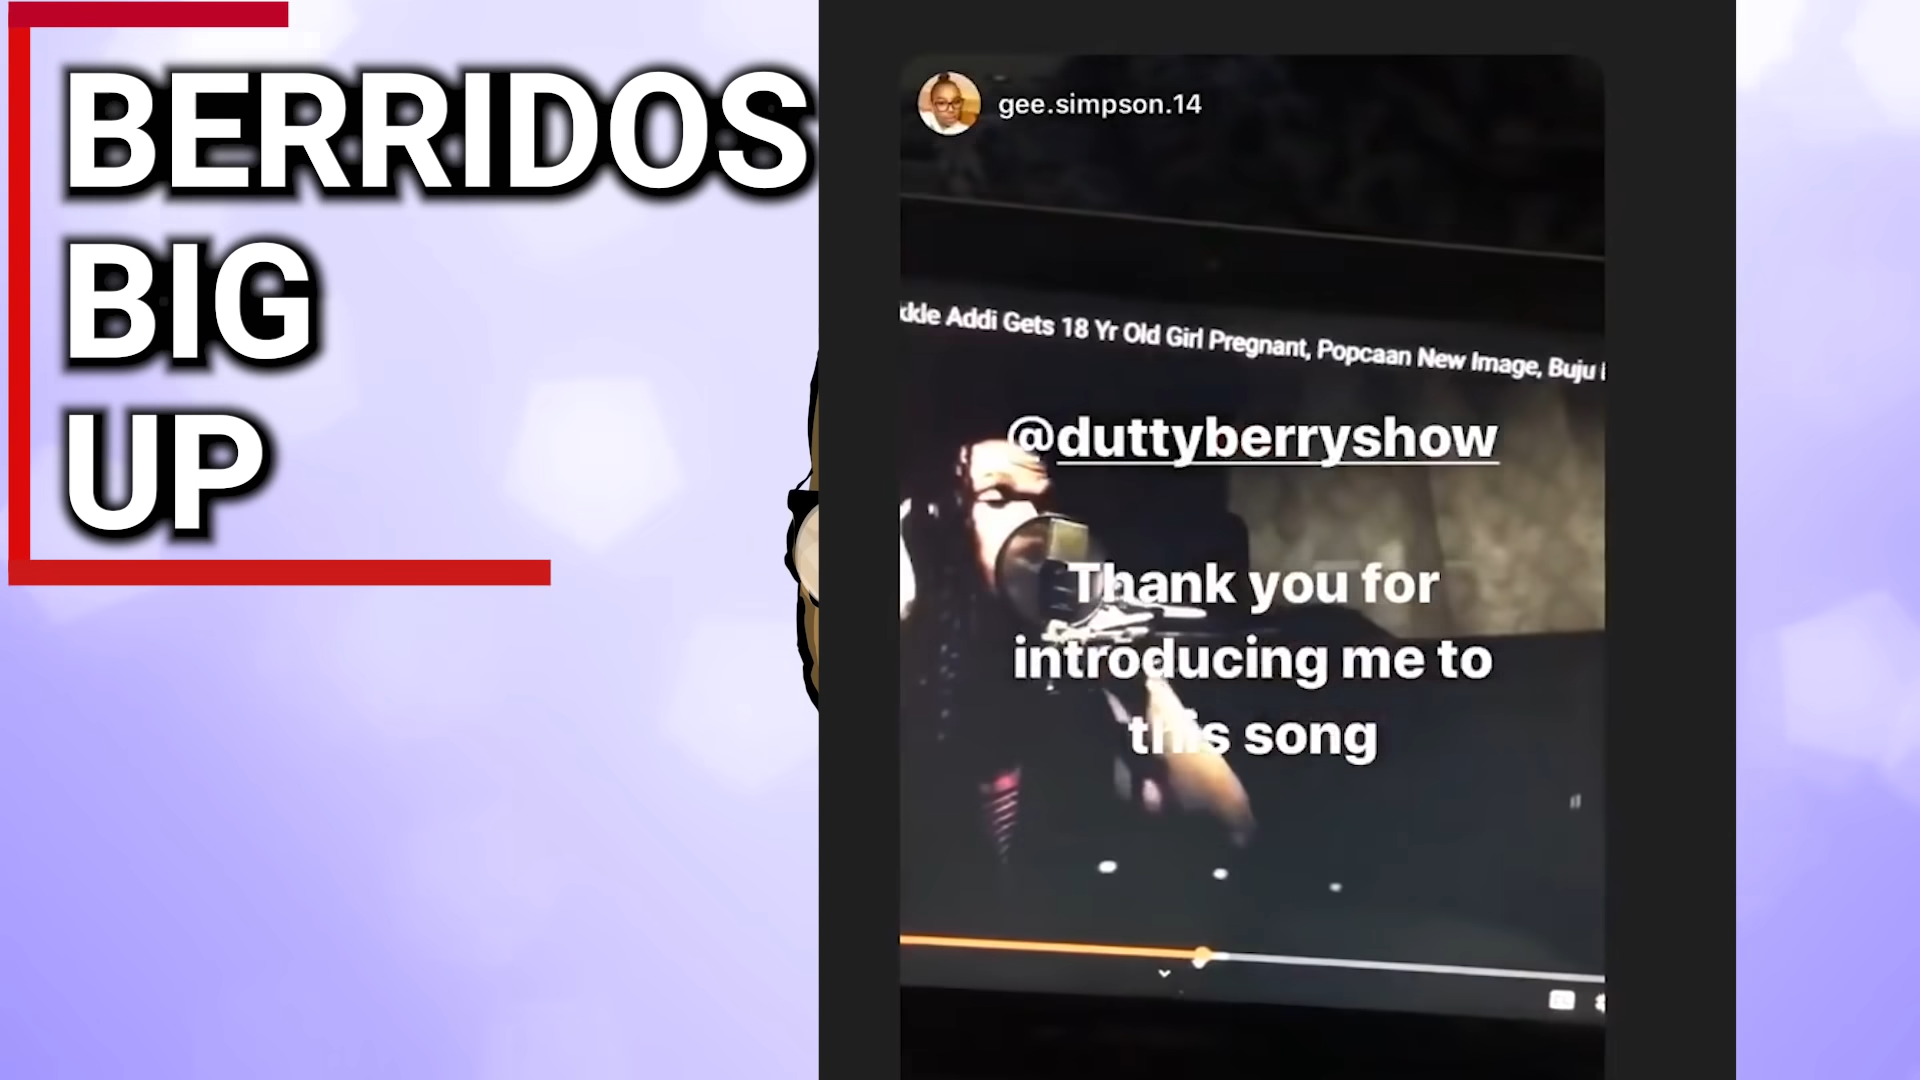 BERRIDOS
BIG
UP
gee.simpson.14
kkle Addi Gets 18 Yr Old Girl Pregnant, Popcaan New Image, Buju
@duttyberryshow
Thank you for
introducing me to
this song